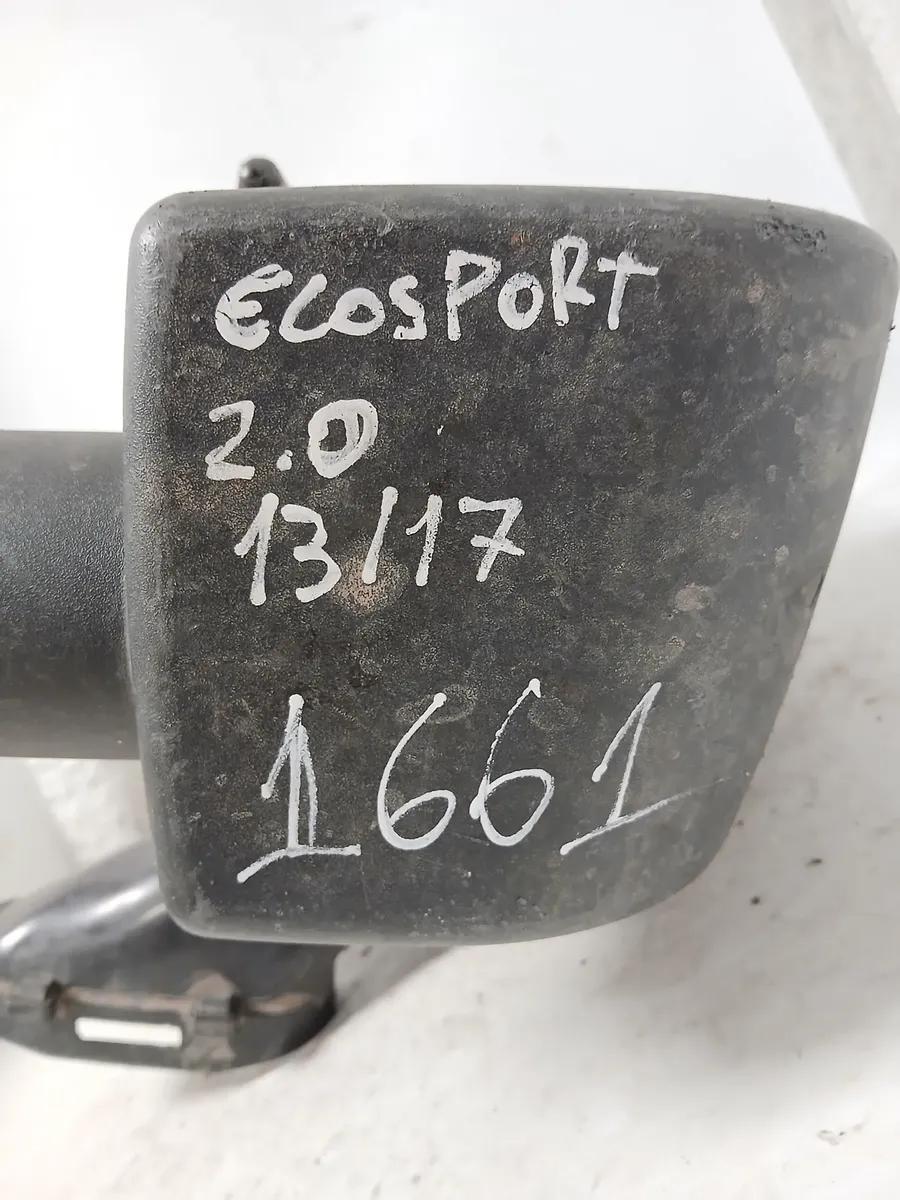 ECOSPORT
2.0
13/17
1661